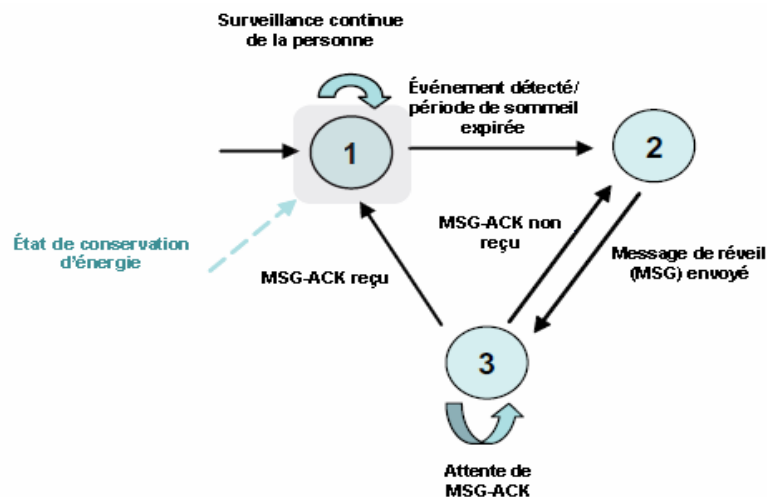 Surveillance continue
de la personne
Événement détecté/
période de sommeil
expirée
1
2
État de conservation
d'énergie
MSG-ACK non
reçu
Message de réveil
(MSG) envoyé
MSG-ACK reçu
3
Attente de
MSG-ACK